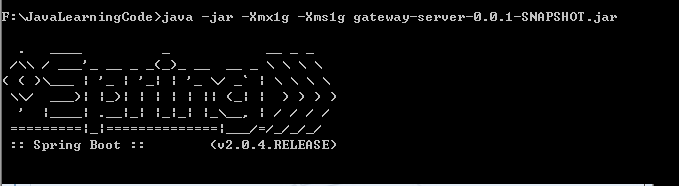 F:\JavaLearningCode>java -jar -Xmx1g -Xms1g gateway-server-0.0.1-SNAPSHOT.jar
  .   ____          _            __ _ _
 /\\ / ___'_ __ _ _(_)_ __  __ _ \ \ \ \
( ( )\___ | '_ | '_| | '_ \/ _` | \ \ \ \
 \\/  ___)| |_)| | | | | || (_| |  ) ) ) )
  '  |____| .__|_| |_|_| |_\__, | / / / /
 =========|_|==============|___/=/_/_/_/
 :: Spring Boot ::        (v2.0.4.RELEASE)